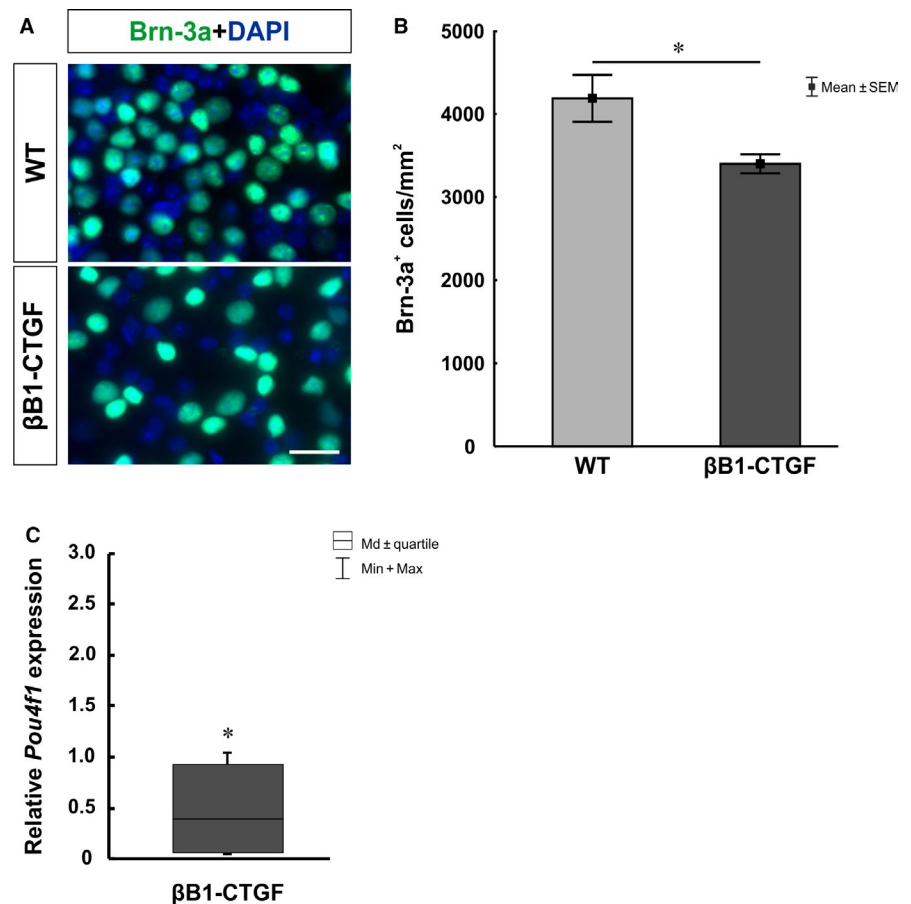 A
Brn-3a+DAPI
WT
βB1-CTGF
B
Brn-3a⁺ cells/mm²
5000
4000
3000
2000
1000
0
*
Mean ± SEM
WT
βB1-CTGF
C
Relative Pou4f1 expression
3.0
2.5
2.0
1.5
1.0
0.5
0
*
Md ± quartile
Min + Max
βB1-CTGF